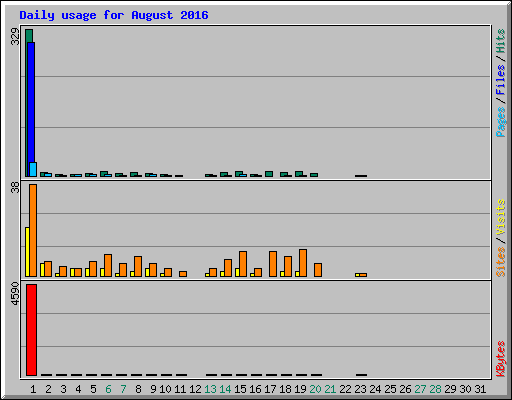 Daily usage for August 2016
329
38
4590
Pages / Files / Hits
Sites / Visits
KBytes
1 2 3 4 5 6 7 8 9 10 11 12 13 14 15 16 17 18 19 20 21 22 23 24 25 26 27 28 29 30 31